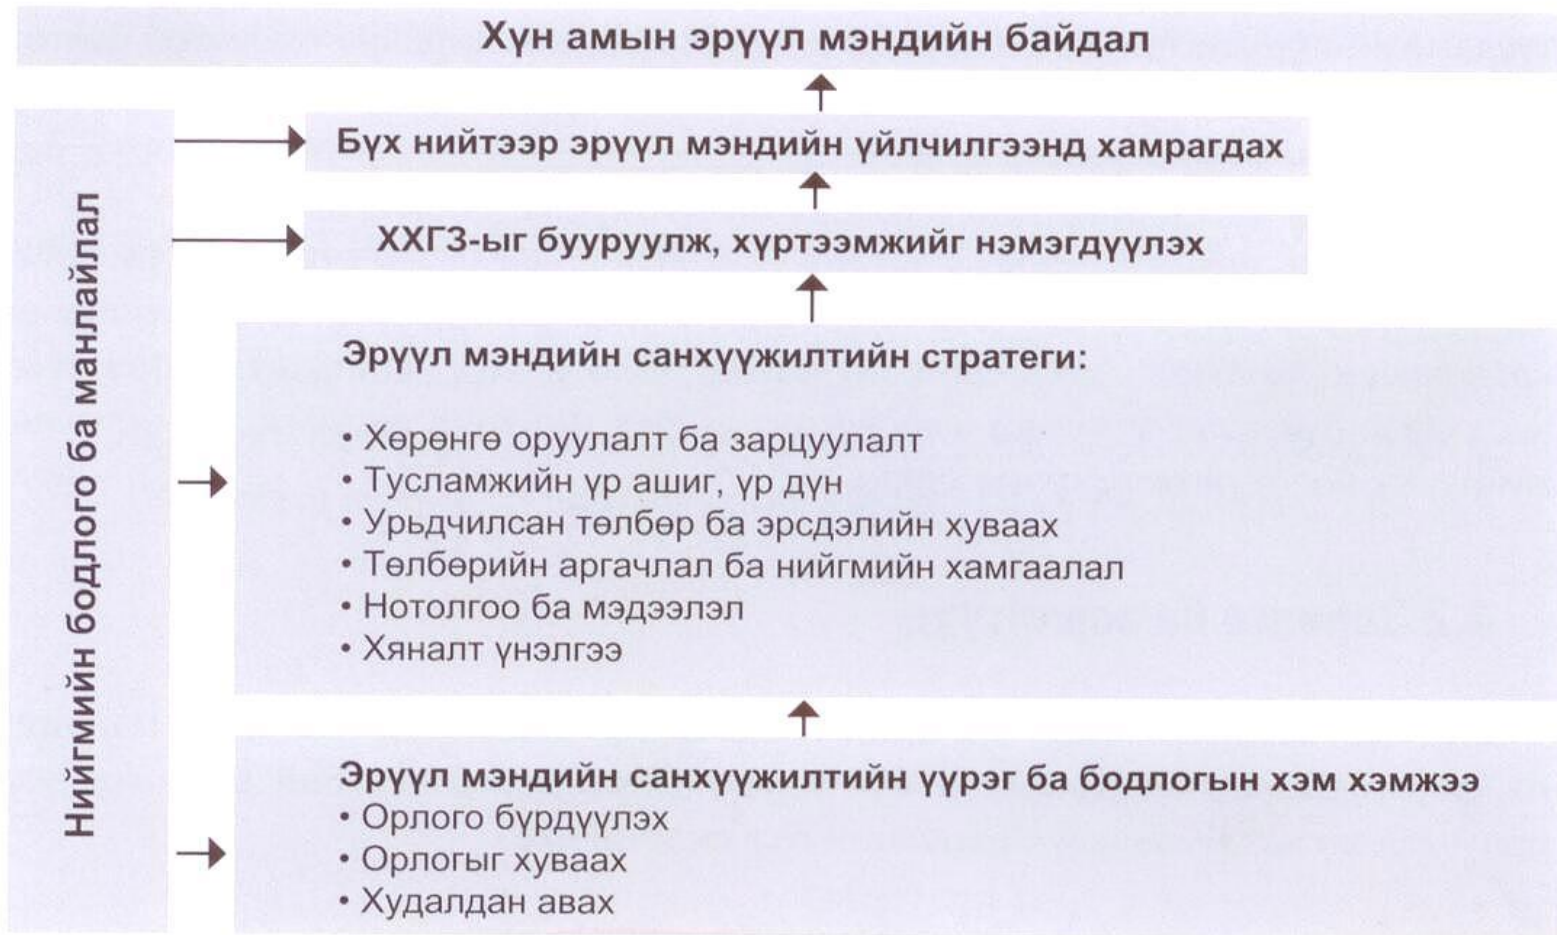 Хүн амын эрүүл мэндийн байдал
Бүх нийтээр эрүүл мэндийн үйлчилгээнд хамрагдах
ХХГЗ-ыг бууруулж, хүртээмжийг нэмэгдүүлэх
Нийгмийн бодлого ба манлайлал
Эрүүл мэндийн санхүүжилтийн стратеги:
• Хөрөнгө оруулалт ба зарцуулалт
• Тусламжийн үр ашиг, үр дүн
• Урьдчилсан төлбөр ба эрсдэлийн хуваах
• Төлбөрийн аргачлал ба нийгмийн хамгаалал
• Нотолгоо ба мэдээлэл
• Хяналт үнэлгээ
Эрүүл мэндийн санхүүжилтийн үүрэг ба бодлогын хэм хэмжээ
• Орлого бүрдүүлэх
• Орлогыг хуваах
• Худалдан авах